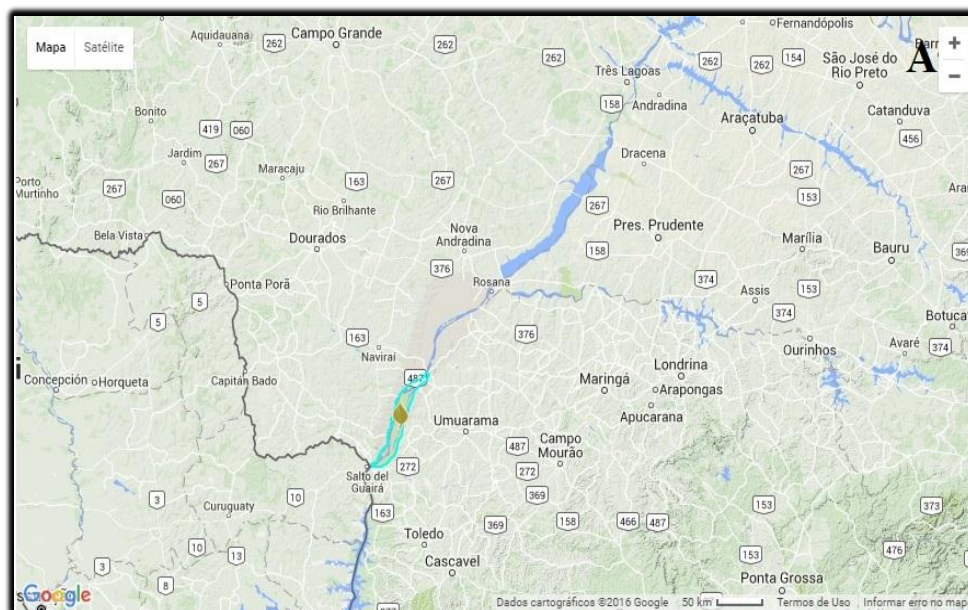 Mapa Satélite
A
+
−
Aquidauana
Campo Grande
262
262
262
Fernandópolis
262
262
154
São José do
Rio Preto
Três Lagoas
158
Andradina
Araçatuba
Catanduva
456
Bonito
419
060
Jardim
267
Maracaju
Dracena
Porto
Murtinho
267
060
163
267
267
153
Rio Brilhante
267
Pres. Prudente
Bela Vista
Dourados
Nova
Andradina
158
Marília
Bauru
369
376
Ponta Porã
Rosana
374
Assis
153
374
5
5
163
376
Naviraí
Ourinhos
Avaré
374
Concepción
Horqueta
Capitán Bado
487
Maringá
Londrina
Arapongas
Apucarana
Umuarama
487
Campo
Mourão
272
Salto del
Guairá
272
369
3
Curuguaty
10
163
153
373
Toledo
369
158
466
487
10
13
Cascavel
153
476
3
8
Ponta Grossa
Google
Dados cartográficos ©2016 Google 50 km Termos de Uso Informar erro no mapa